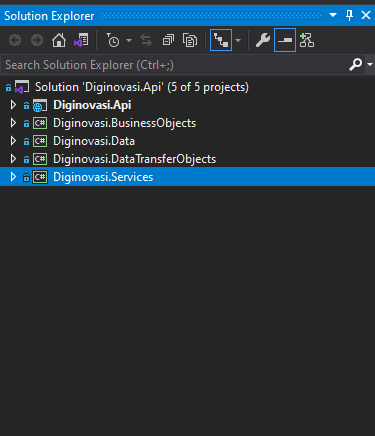 Solution Explorer
Search Solution Explorer (Ctrl+;)
Solution 'Diginovasi.Api' (5 of 5 projects)
Diginovasi.Api
C# Diginovasi.BusinessObjects
C# Diginovasi.Data
C# Diginovasi.DataTransferObjects
C# Diginovasi.Services